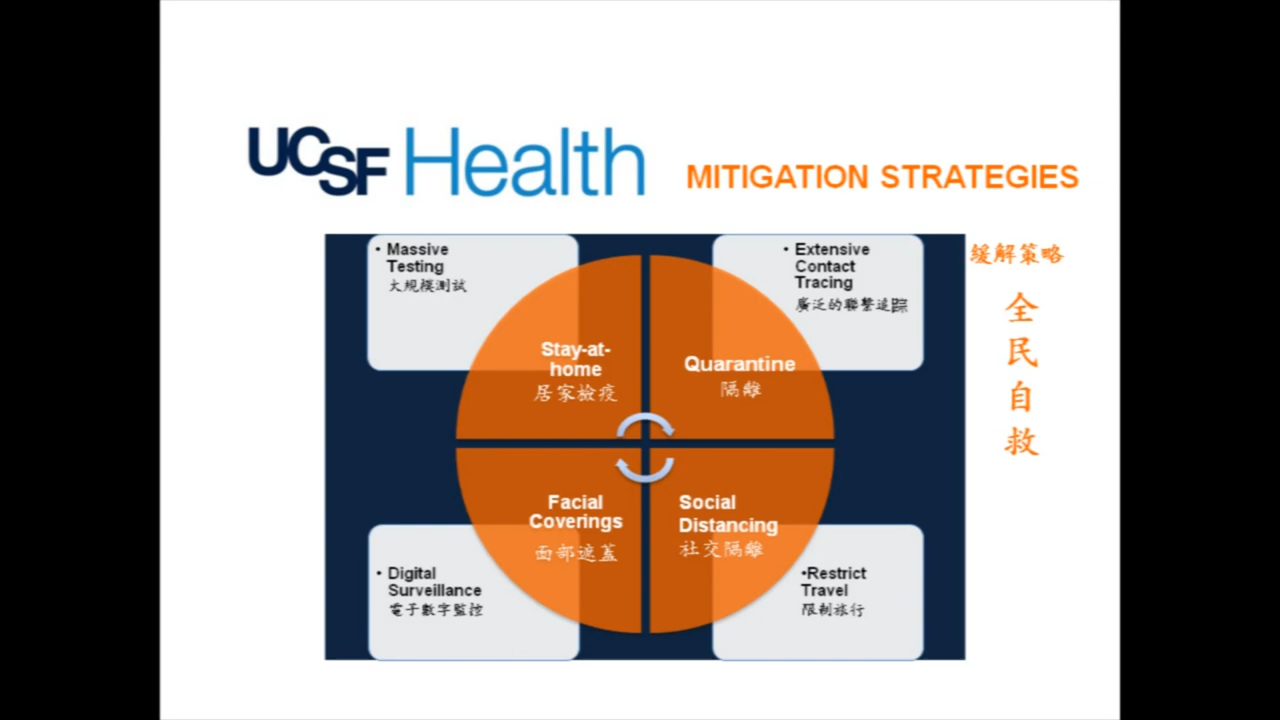 UCSF Health
MITIGATION STRATEGIES
緩解策略
全
民
自
救
• Massive
Testing
大規模測試
• Extensive
Contact
Tracing
廣泛的聯繫追踪
Stay-at-
home
居家檢疫
Quarantine
隔離
Facial
Coverings
面部遮蓋
Social
Distancing
社交隔離
• Digital
Surveillance
電子數字監控
•Restrict
Travel
限制旅行